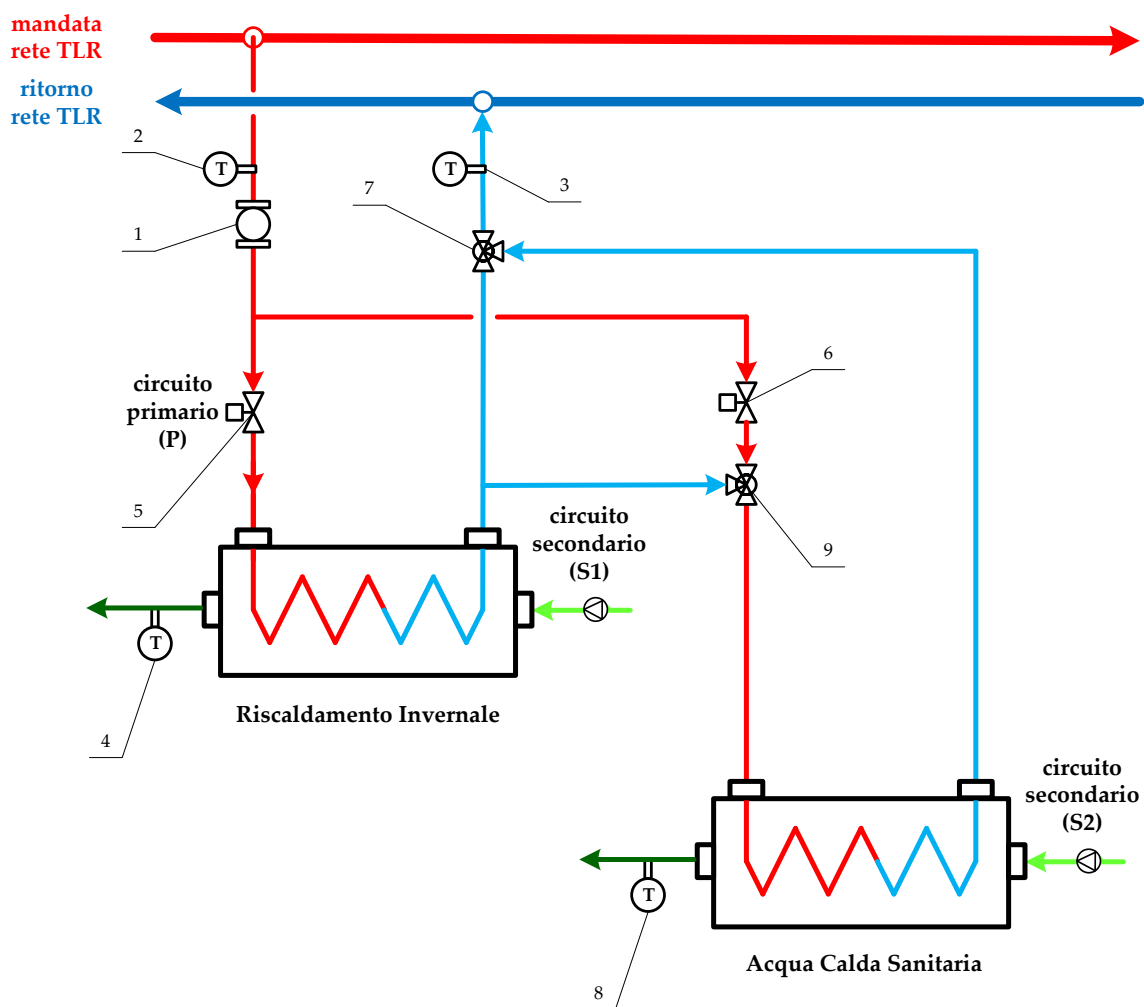 mandata
rete TLR
ritorno
rete TLR
2
T
T
3
7
1
6
circuito
primario
(P)
5
circuito
secondario
(S1)
9
T
Riscaldamento Invernale
4
circuito
secondario
(S2)
T
Acqua Calda Sanitaria
8